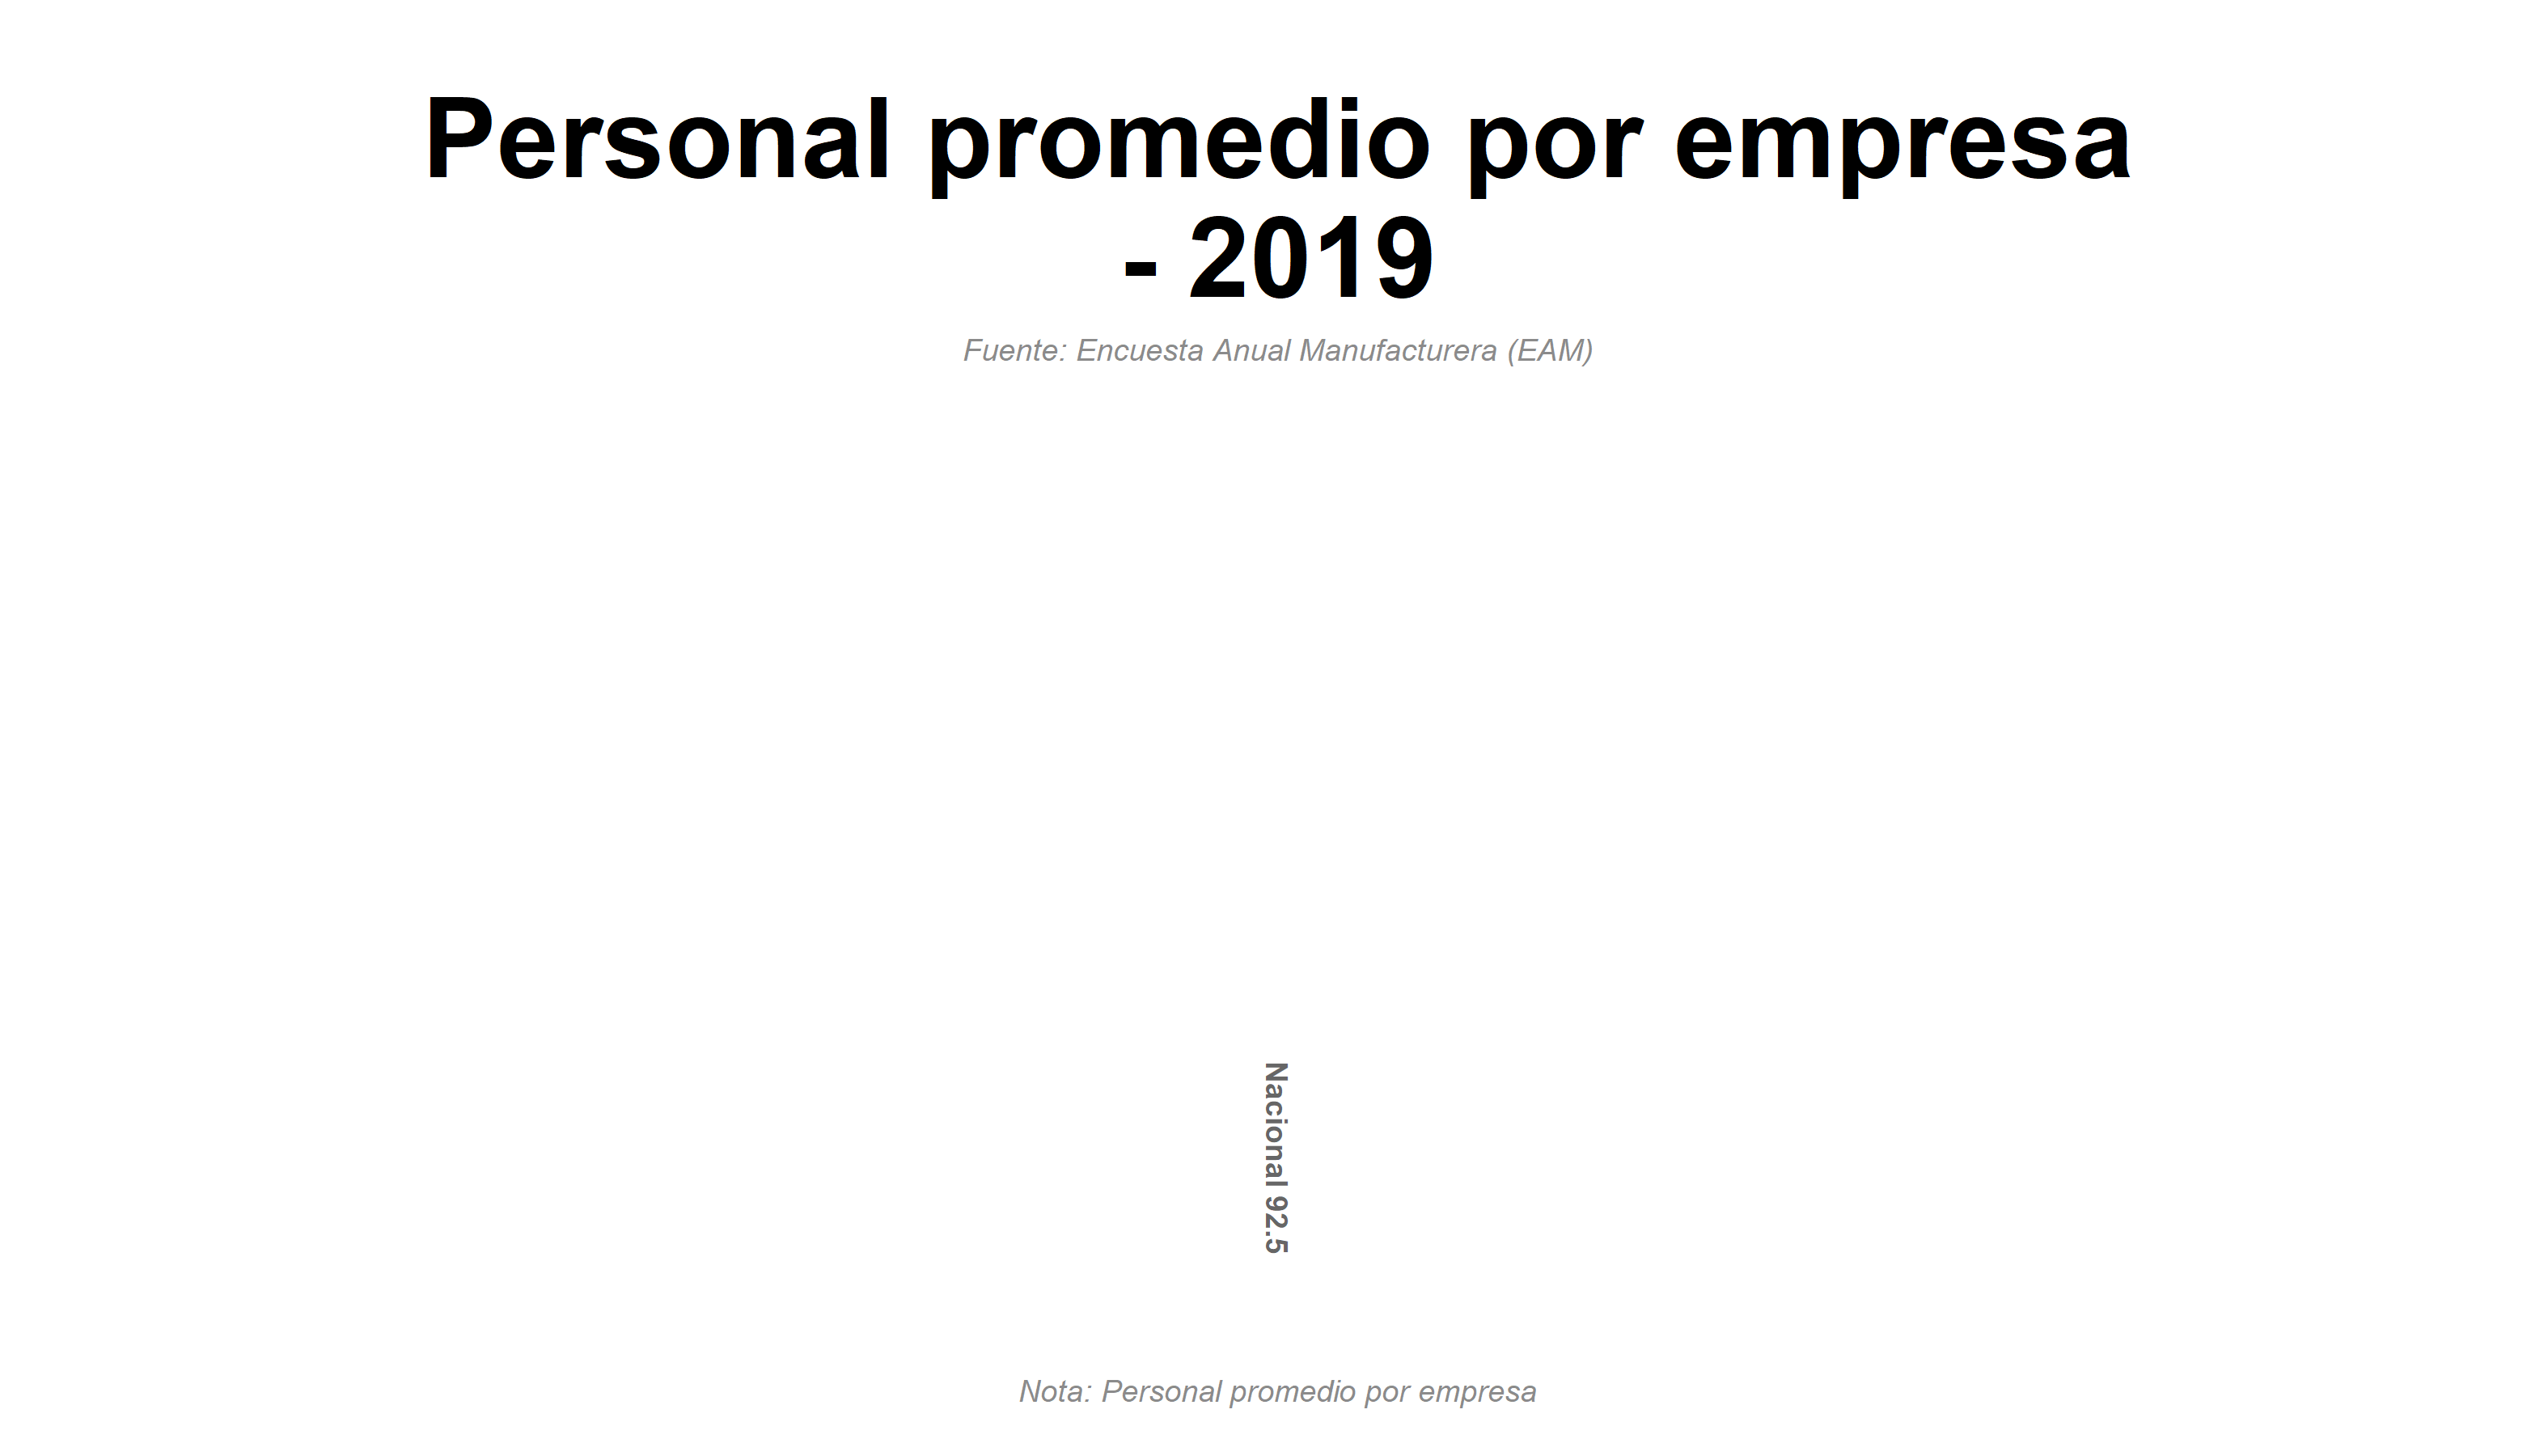 Personal promedio por empresa
- 2019
Fuente: Encuesta Anual Manufacturera (EAM)
Nacional 92.5
Nota: Personal promedio por empresa